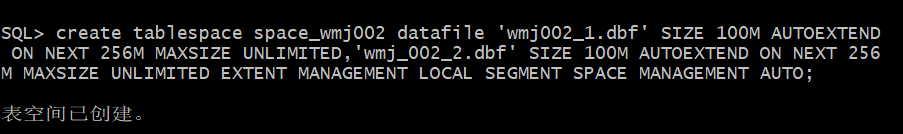 SQL> create tablespace space_wmj002 datafile 'wmj002_1.dbf' SIZE 100M AUTOEXTEND
ON NEXT 256M MAXSIZE UNLIMITED,'wmj_002_2.dbf' SIZE 100M AUTOEXTEND ON NEXT 256
M MAXSIZE UNLIMITED EXTENT MANAGEMENT LOCAL SEGMENT SPACE MANAGEMENT AUTO;
表空间已创建。